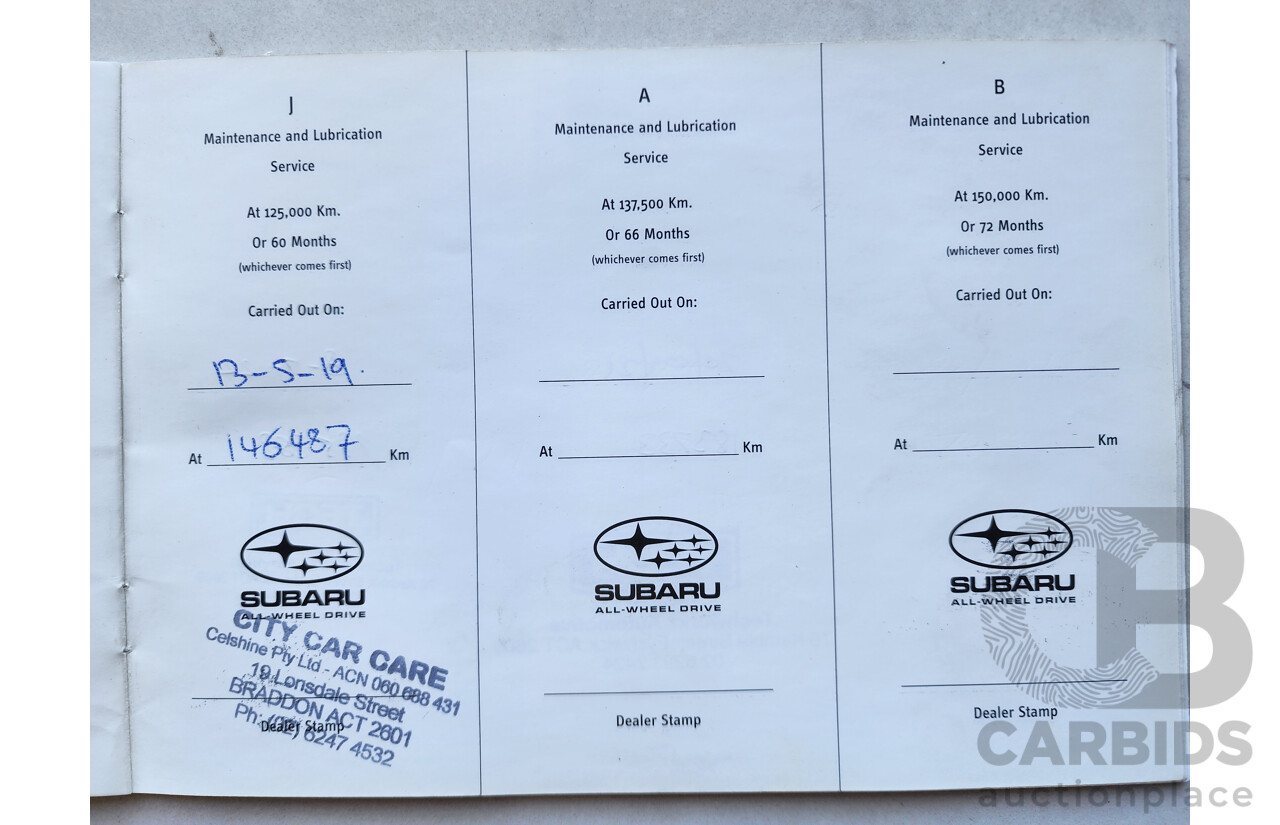 J
Maintenance and Lubrication
Service
At 125,000 Km.
Or 60 Months
(whichever comes first)
Carried Out On:
13-5-19.
At 146487 Km
SUBARU
ALL-WHEEL DRIVE
CITY CAR CARE
Celshine Pty Ltd - ACN 060 688 431
19 Lonsdale Street
BRADDON ACT 2601
Ph: (02) 6247 4532
Dealer Stamp
A
Maintenance and Lubrication
Service
At 137,500 Km.
Or 66 Months
(whichever comes first)
Carried Out On:
At Km
SUBARU
ALL-WHEEL DRIVE
Dealer Stamp
B
Maintenance and Lubrication
Service
At 150,000 Km.
Or 72 Months
(whichever comes first)
Carried Out On:
At Km
SUBARU
ALL-WHEEL DRIVE
Dealer Stamp
CB
CARBIDS
auctionplace